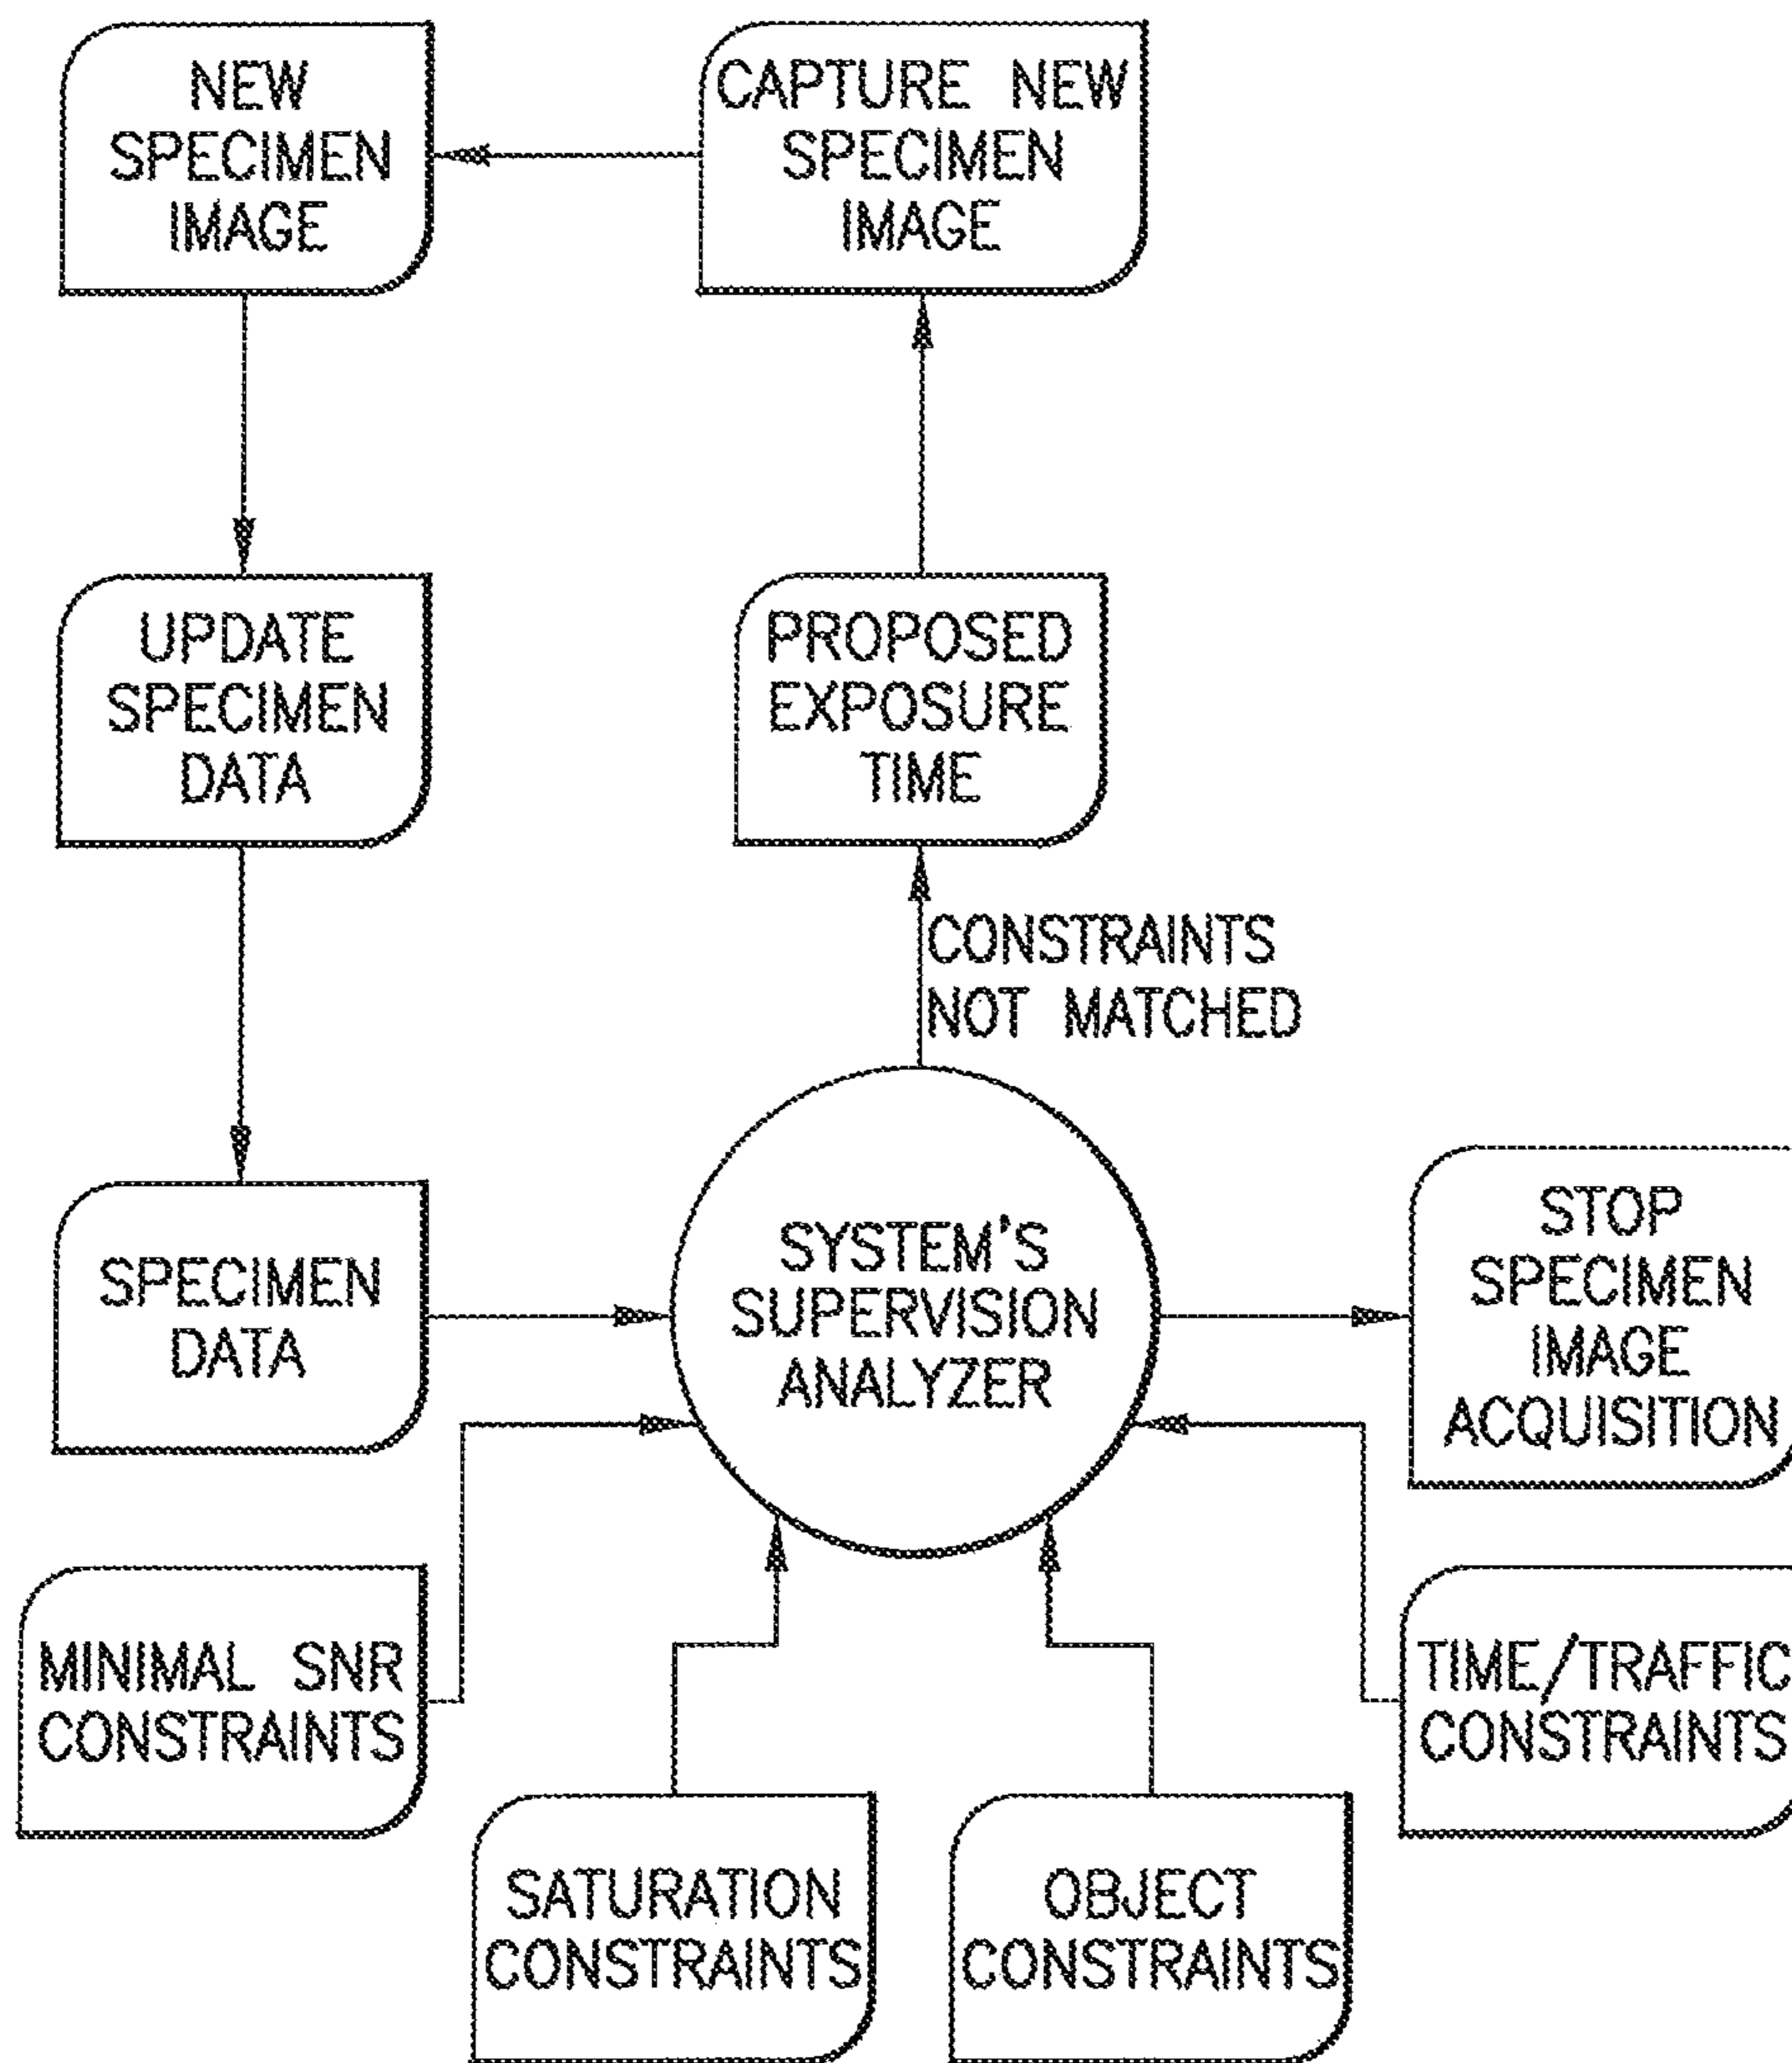 NEW
SPECIMEN
IMAGE
CAPTURE NEW
SPECIMEN
IMAGE
UPDATE
SPECIMEN
DATA
PROPOSED
EXPOSURE
TIME
CONSTRAINTS
NOT MATCHED
SPECIMEN
DATA
SYSTEM'S
SUPERVISION
ANALYZER
STOP
SPECIMEN
IMAGE
ACQUISITION
MINIMAL SNR
CONSTRAINTS
TIME/TRAFFIC
CONSTRAINTS
SATURATION
CONSTRAINTS
OBJECT
CONSTRAINTS